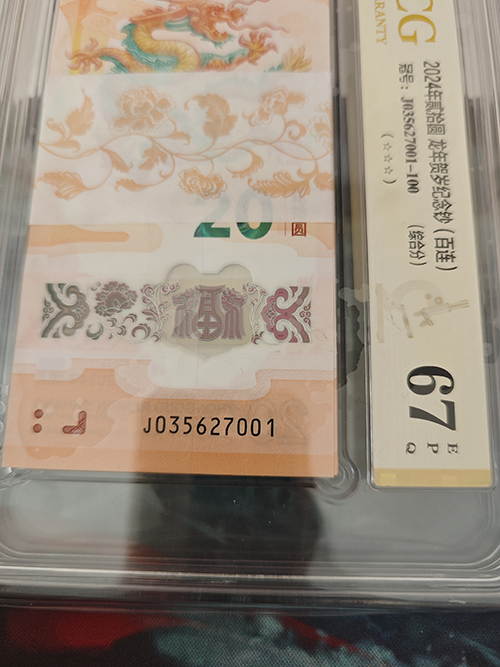 20
圆
J035627001
CG
ARANTY
2024年贰拾圆 龙年贺岁纪念钞（百连）
冠号：J035627001-100
（综合分）
（☆☆☆）
67
E
P
Q